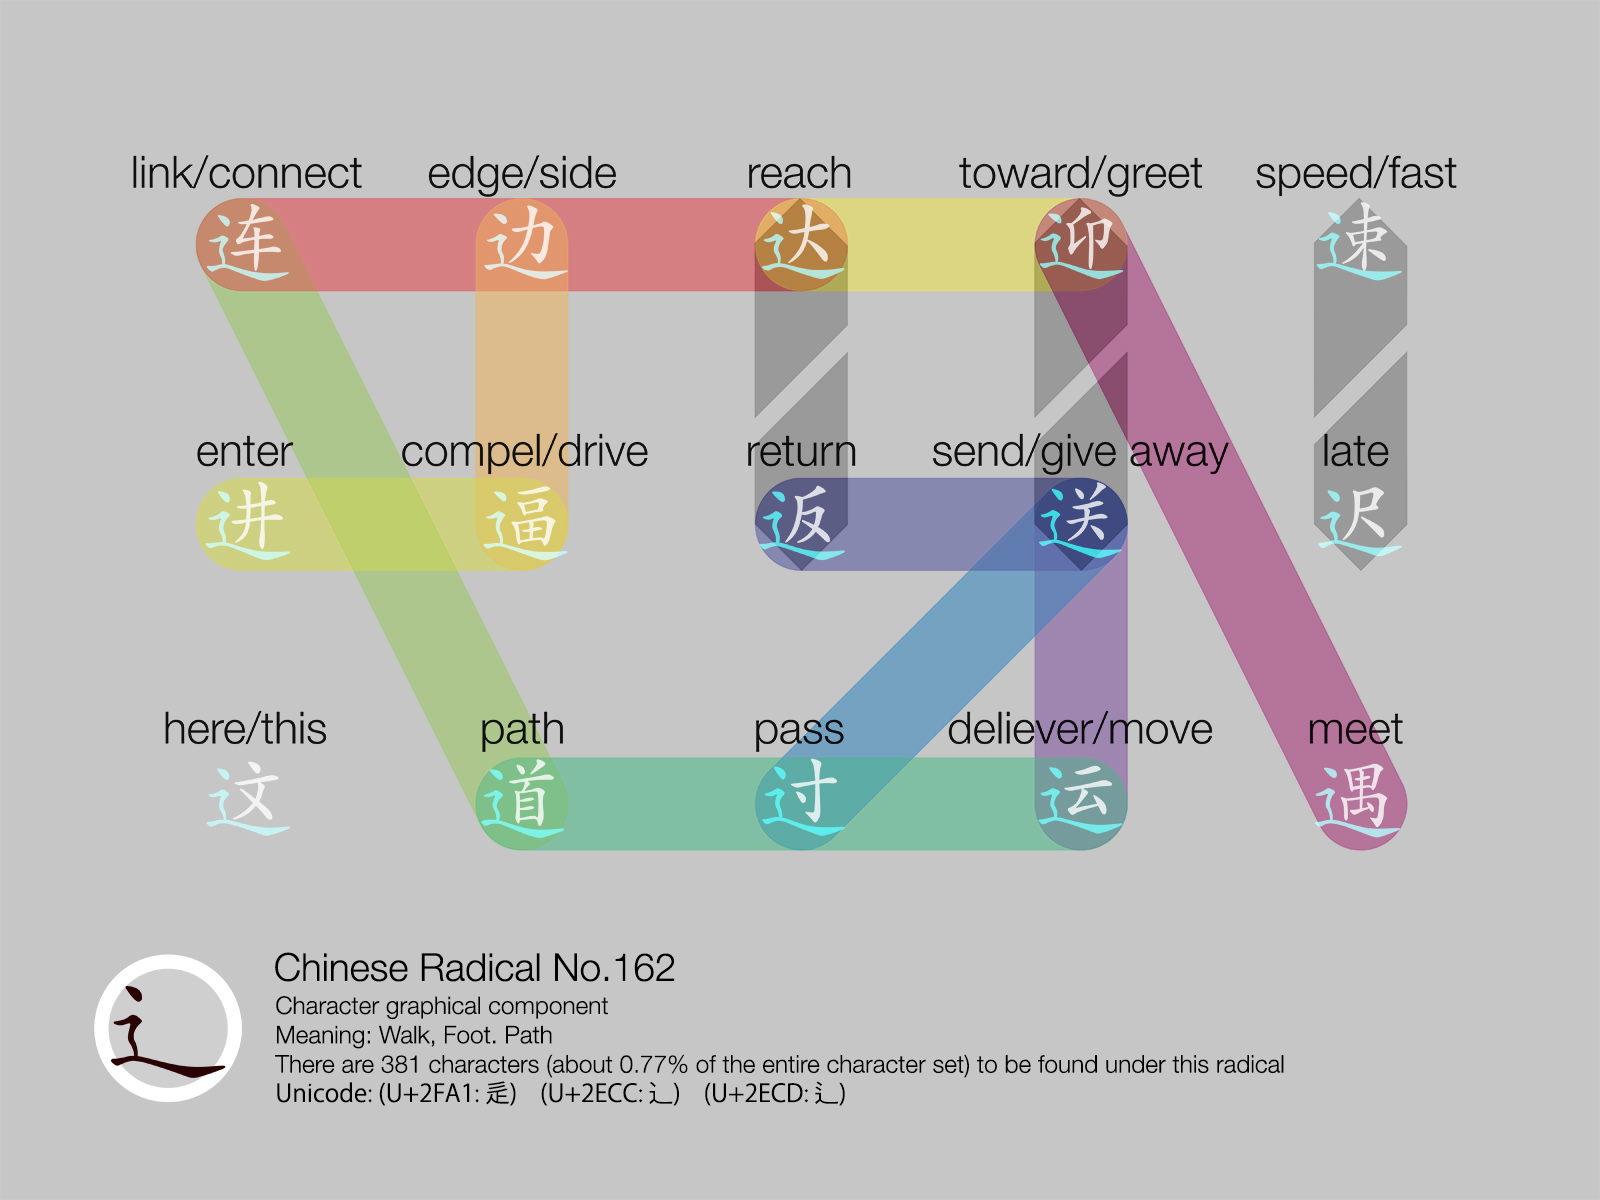 link/connect edge/side reach toward/greet speed/fast
连 边 达 迎 速
enter compel/drive return send/give away late
进 逼 返 送 迟
here/this path pass deliever/move meet
这 道 过 运 遇
辶
Chinese Radical No.162
Character graphical component
Meaning: Walk, Foot. Path
There are 381 characters (about 0.77% of the entire character set) to be found under this radical
Unicode: (U+2FA1: ⾡) (U+2ECC: ⻌) (U+2ECD: ⻍)